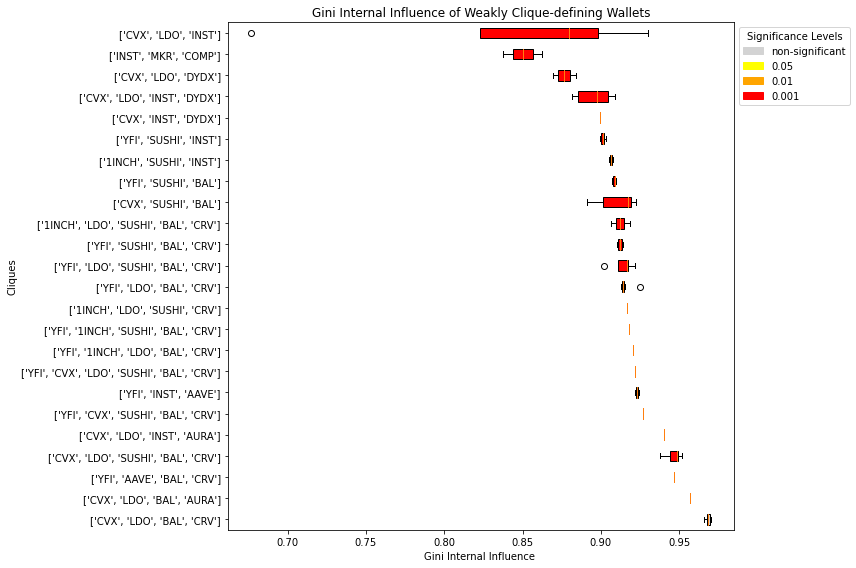 Gini Internal Influence of Weakly Clique-defining Wallets
Cliques
['CVX', 'LDO', 'INST']
['INST', 'MKR', 'COMP']
['CVX', 'LDO', 'DYDX']
['CVX', 'LDO', 'INST', 'DYDX']
['CVX', 'INST', 'DYDX']
['YFI', 'SUSHI', 'INST']
['1INCH', 'SUSHI', 'INST']
['YFI', 'SUSHI', 'BAL']
['CVX', 'SUSHI', 'BAL']
['1INCH', 'LDO', 'SUSHI', 'BAL', 'CRV']
['YFI', 'SUSHI', 'BAL', 'CRV']
['YFI', 'LDO', 'SUSHI', 'BAL', 'CRV']
['YFI', 'LDO', 'BAL', 'CRV']
['1INCH', 'LDO', 'SUSHI', 'CRV']
['YFI', '1INCH', 'SUSHI', 'BAL', 'CRV']
['YFI', '1INCH', 'LDO', 'BAL', 'CRV']
['YFI', 'CVX', 'LDO', 'SUSHI', 'BAL', 'CRV']
['YFI', 'INST', 'AAVE']
['YFI', 'CVX', 'SUSHI', 'BAL', 'CRV']
['CVX', 'LDO', 'INST', 'AURA']
['CVX', 'LDO', 'SUSHI', 'BAL', 'CRV']
['YFI', 'AAVE', 'BAL', 'CRV']
['CVX', 'LDO', 'BAL', 'AURA']
['CVX', 'LDO', 'BAL', 'CRV']
0.70 0.75 0.80 0.85 0.90 0.95
Gini Internal Influence
Significance Levels
non-significant
0.05
0.01
0.001